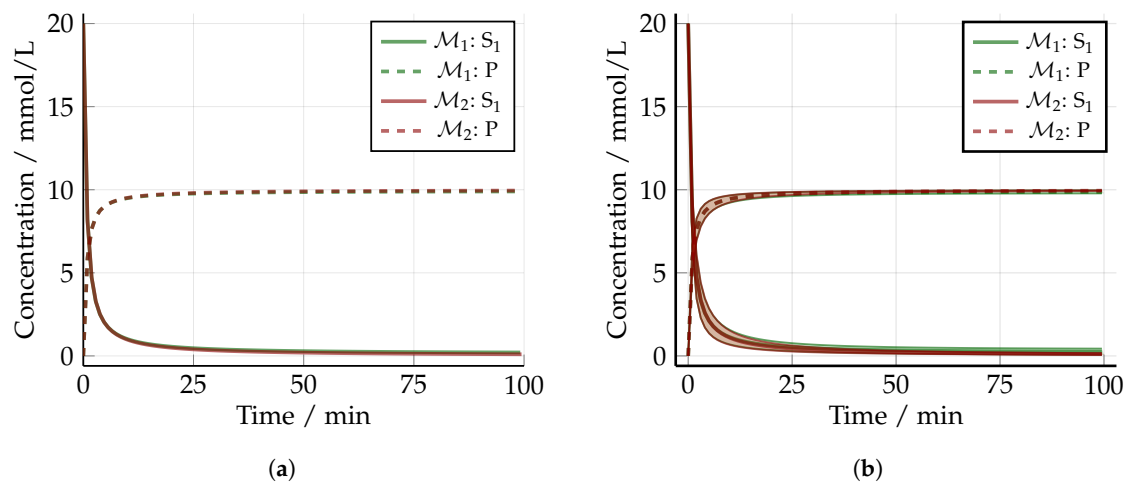 Concentration / mmol/L
20
15
10
5
0
0 25 50 75 100
Time / min
ℳ₁: S₁
ℳ₁: P
ℳ₂: S₁
ℳ₂: P
(a)
Concentration / mmol/L
20
15
10
5
0
0 25 50 75 100
Time / min
ℳ₁: S₁
ℳ₁: P
ℳ₂: S₁
ℳ₂: P
(b)